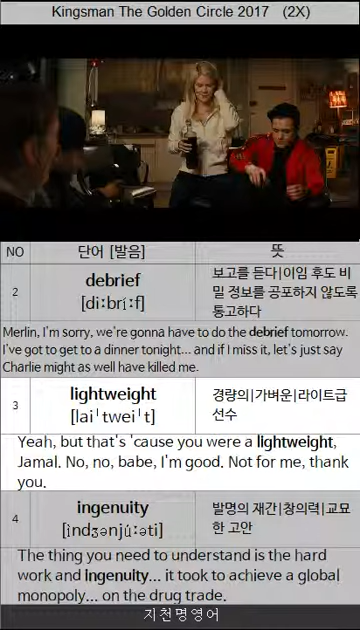 Kingsman The Golden Circle 2017 (2X)
NO 단어 [발음] 뜻
2 debrief [di:brí:f]
보고를 듣다|이임 후도 비
밀 정보를 공포하지 않도록
통고하다
Merlin, I'm sorry, we're gonna have to do the debrief tomorrow.
I've got to get to a dinner tonight... and if I miss it, let's just say
Charlie might as well have killed me.
3 lightweight [laiˈtweiˈt]
경량의|가벼운|라이트급
선수
Yeah, but that's 'cause you were a lightweight,
Jamal. No, no, babe, I'm good. Not for me, thank
you.
4 ingenuity [ìndʒənjú:əti]
발명의 재간|창의력|교묘
한 고안
The thing you need to understand is the hard
work and ingenuity... it took to achieve a global
monopoly... on the drug trade.
지천명영어